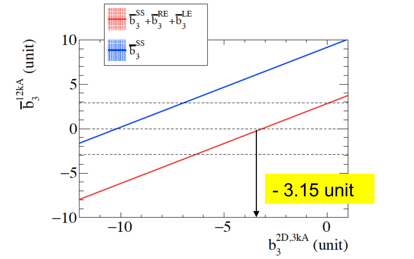 b̅₃^SS + b̅₃^RE + b̅₃^LE
b̅₃^SS
b̅₃^12kA (unit)
10
5
0
−5
−10
−10
−5
0
b₃^2D,3kA (unit)
- 3.15 unit